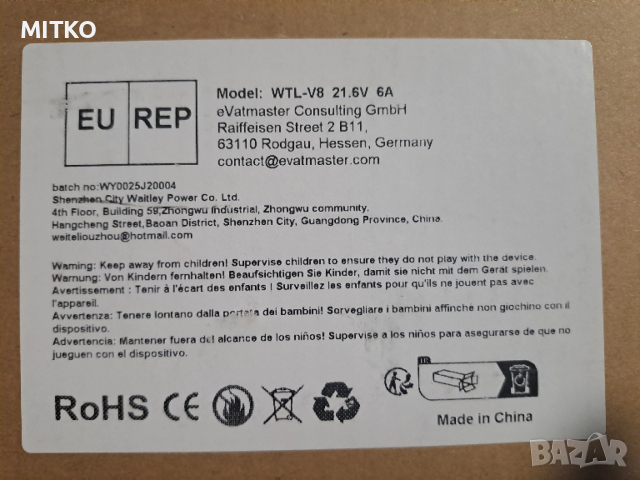 MITKO
EU REP
Model: WTL-V8 21.6V 6A
eVatmaster Consulting GmbH
Raiffeisen Street 2 B11,
63110 Rodgau, Hessen, Germany
contact@evatmaster.com
batch no:WY0025J20004
Shenzhen City Waitley Power Co. Ltd.
4th Floor, Building 59,Zhongwu Industrial, Zhongwu community.
Hangcheng Street,Baoan District, Shenzhen City, Guangdong Province, China.
weiteliouzhou@hotmail.com
Warning: Keep away from children! Supervise children to ensure they do not play with the device.
Warnung: Von Kindern fernhalten! Beaufsichtigen Sie Kinder, damit sie nicht mit dem Gerät spielen.
Avertissement : Tenir à l'écart des enfants ! Surveillez les enfants pour qu'ils ne jouent pas avec
l'appareil.
Avvertenza: Tenere lontano dalla portata dei bambini! Sorvegliare i bambini affinché non giochino con il
dispositivo.
Advertencia: Mantener fuera del alcance de los niños! Supervise a los niños para asegurarse de que no
jueguen con el dispositivo.
RoHS CE
FR
Made in China
BAZAR